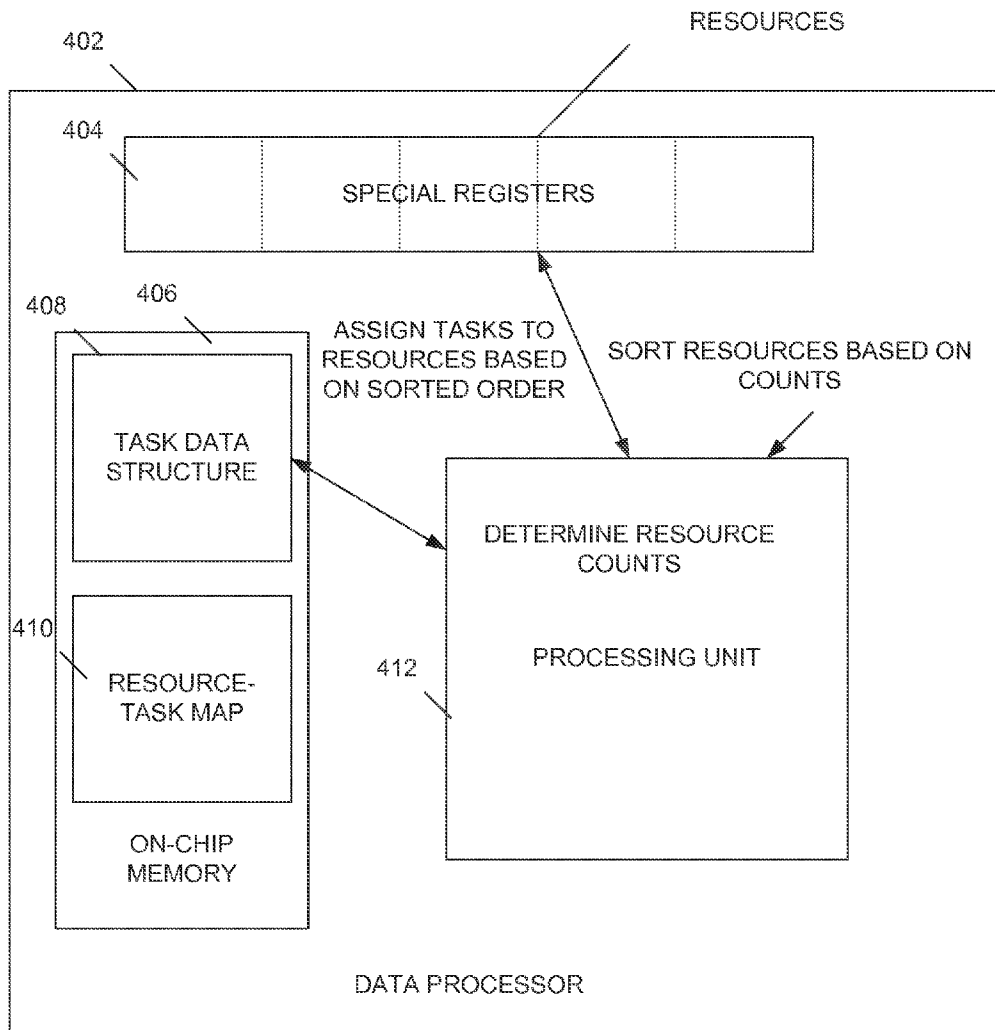 RESOURCES
402
404
SPECIAL REGISTERS
408
406
ASSIGN TASKS TO
RESOURCES BASED
ON SORTED ORDER
SORT RESOURCES BASED ON
COUNTS
TASK DATA
STRUCTURE
DETERMINE RESOURCE
COUNTS
410
RESOURCE-
TASK MAP
412
PROCESSING UNIT
ON-CHIP
MEMORY
DATA PROCESSOR